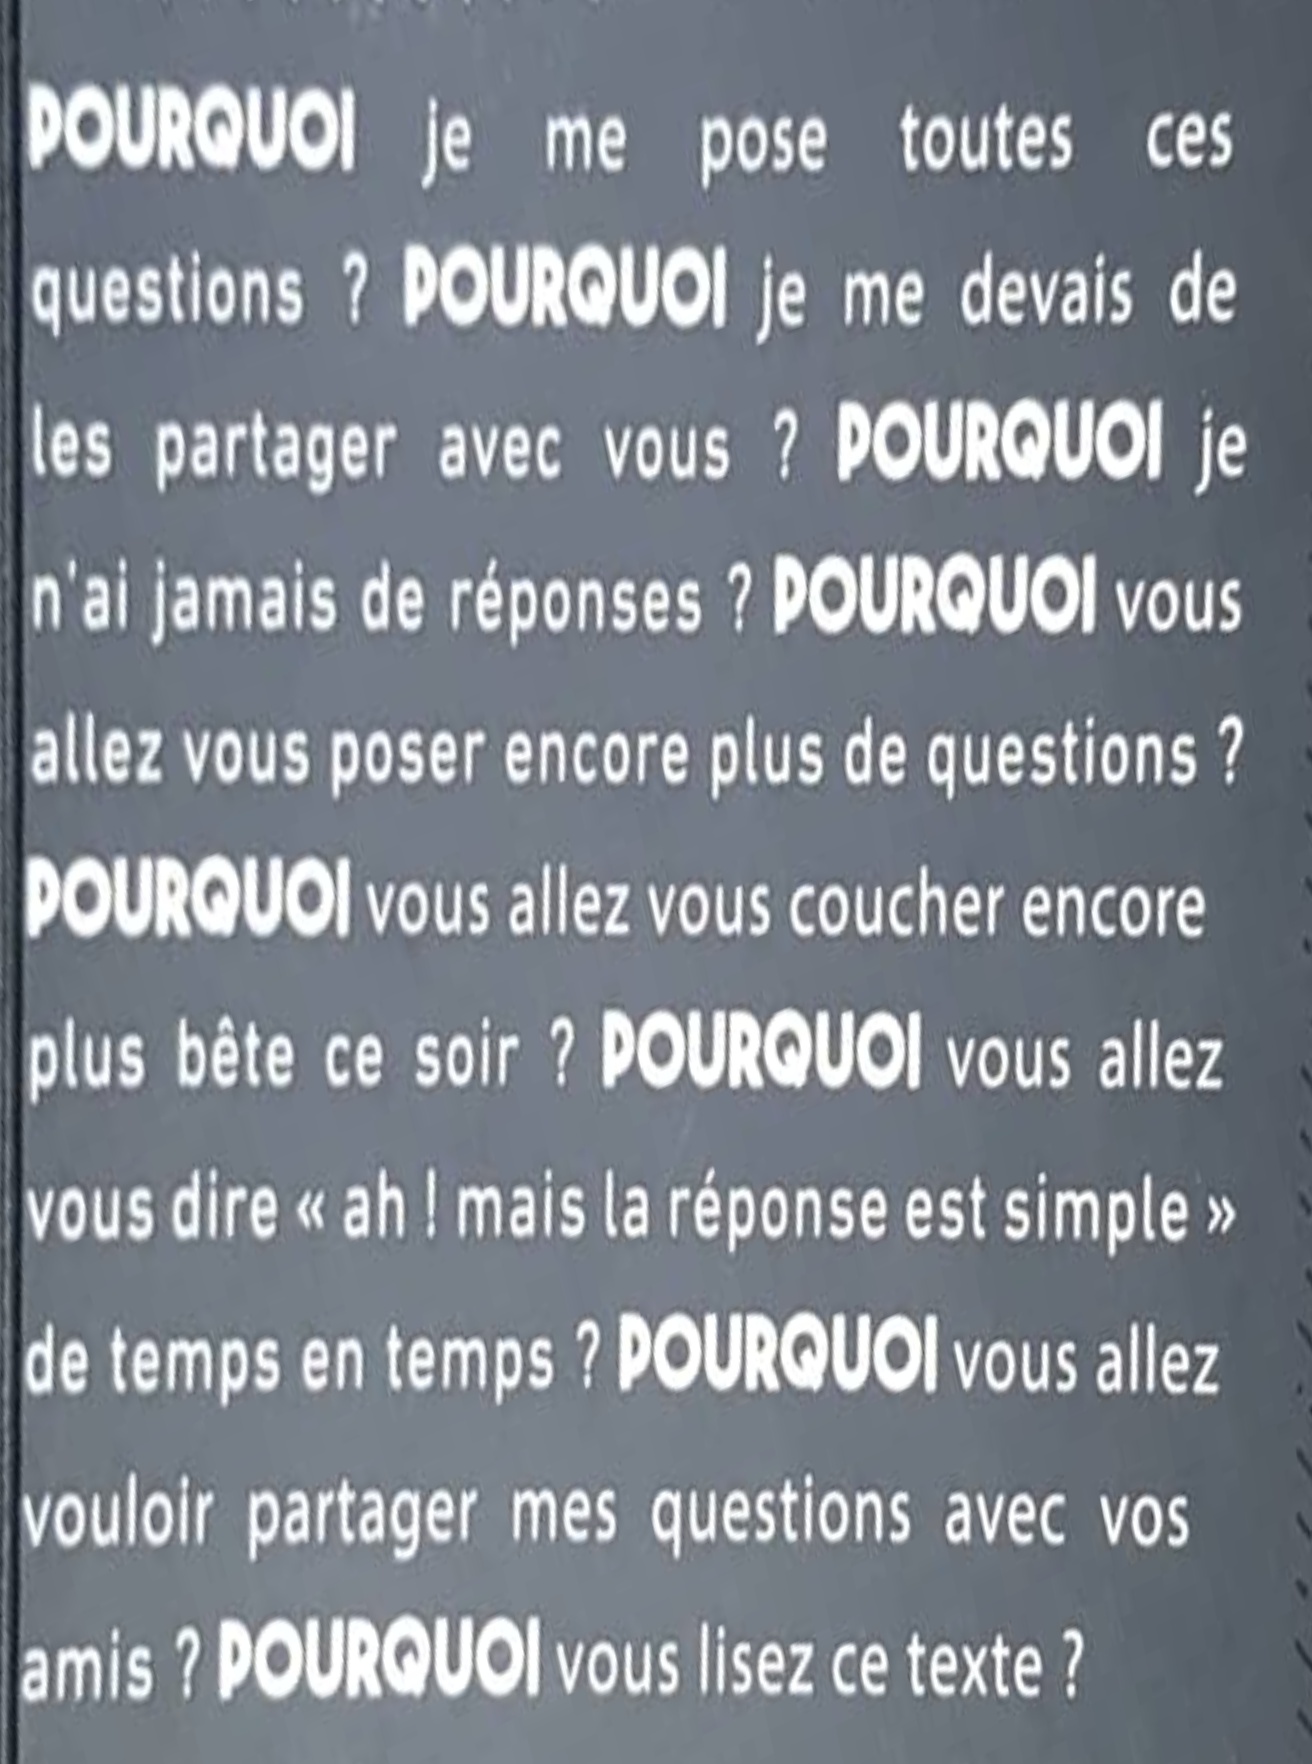 POURQUOI je me pose toutes ces
questions ? POURQUOI je me devais de
les partager avec vous ? POURQUOI je
n'ai jamais de réponses ? POURQUOI vous
allez vous poser encore plus de questions ?
POURQUOI vous allez vous coucher encore
plus bête ce soir ? POURQUOI vous allez
vous dire « ah ! mais la réponse est simple »
de temps en temps ? POURQUOI vous allez
vouloir partager mes questions avec vos
amis ? POURQUOI vous lisez ce texte ?